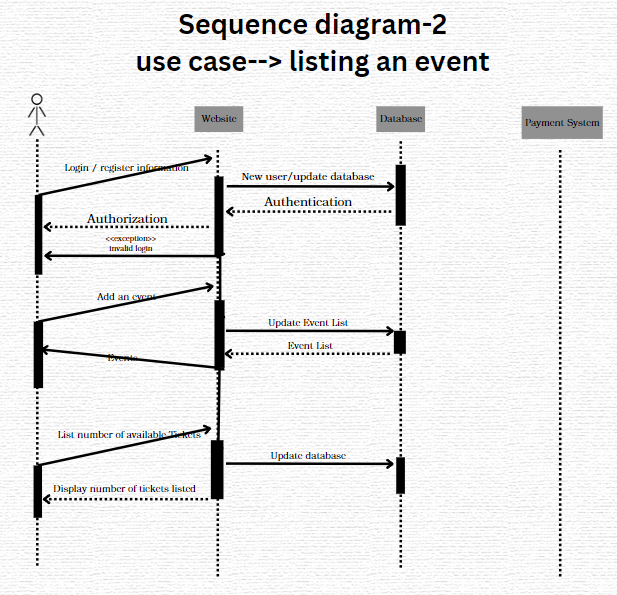 Sequence diagram-2
use case--> listing an event
Website
Database
Payment System
Login / register information
New user/update database
Authentication
Authorization
<<exception>>
invalid login
Add an event
Update Event List
Event List
Events
List number of available Tickets
Update database
Display number of tickets listed